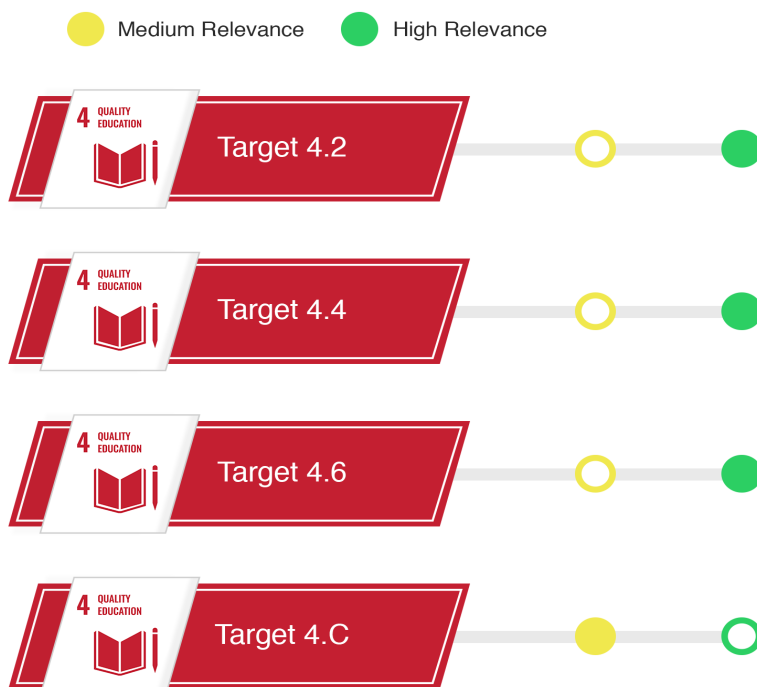 Medium Relevance
High Relevance
4 QUALITY
EDUCATION
Target 4.2
4 QUALITY
EDUCATION
Target 4.4
4 QUALITY
EDUCATION
Target 4.6
4 QUALITY
EDUCATION
Target 4.C